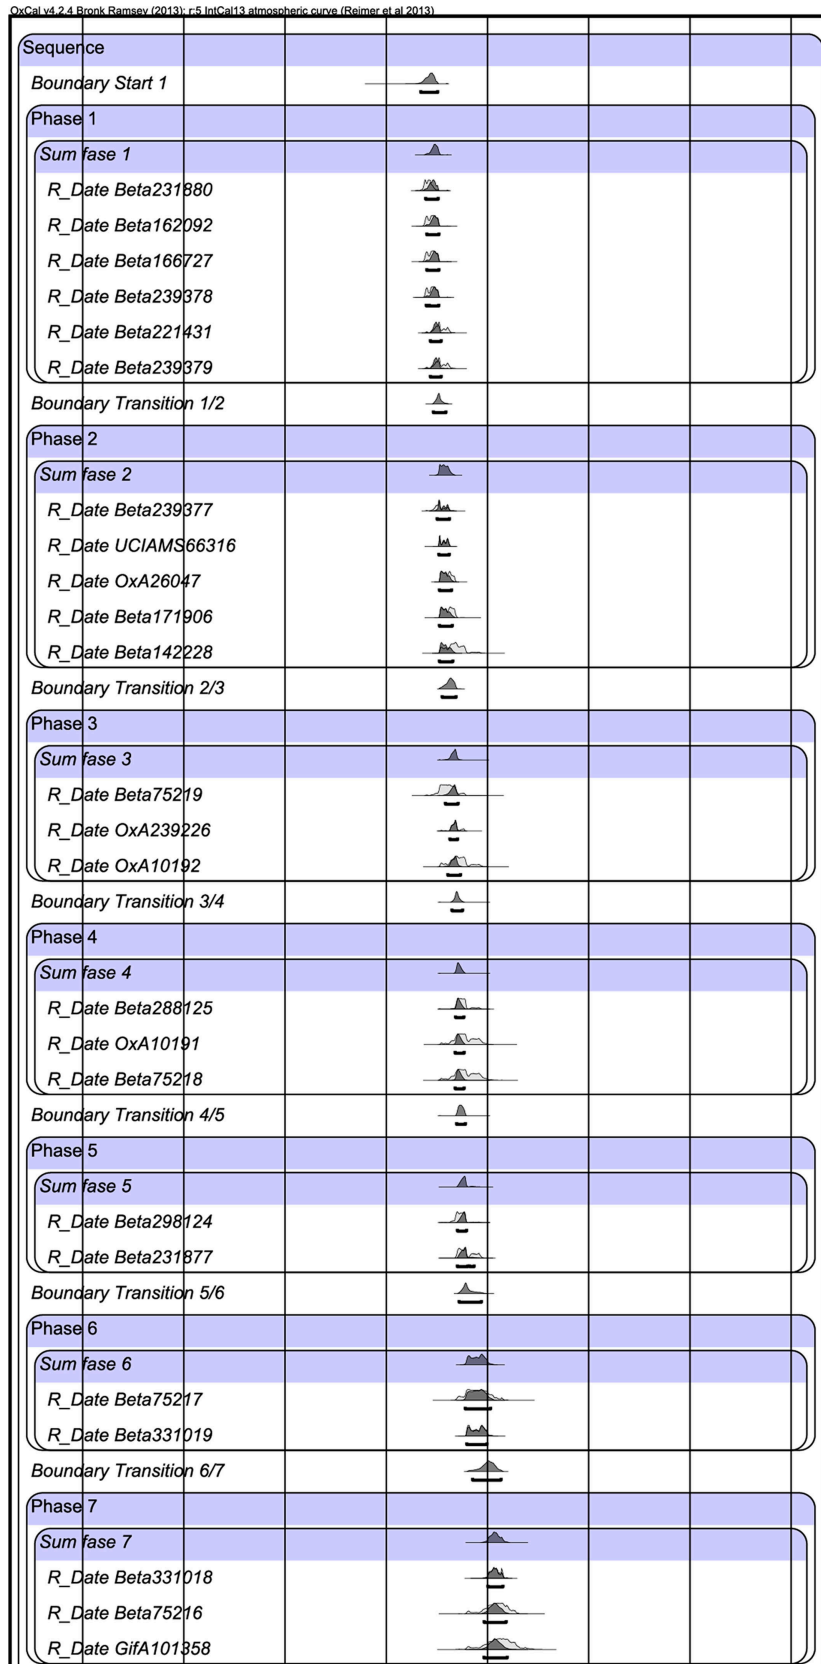 OxCal v4.2.4 Bronk Ramsey (2013); r:5 IntCal13 atmospheric curve (Reimer et al 2013)
Sequence
Boundary Start 1
Phase 1
Sum fase 1
R_Date Beta231880
R_Date Beta162092
R_Date Beta166727
R_Date Beta239378
R_Date Beta221431
R_Date Beta239379
Boundary Transition 1/2
Phase 2
Sum fase 2
R_Date Beta239377
R_Date UCIAMS66316
R_Date OxA26047
R_Date Beta171906
R_Date Beta142228
Boundary Transition 2/3
Phase 3
Sum fase 3
R_Date Beta75219
R_Date OxA239226
R_Date OxA10192
Boundary Transition 3/4
Phase 4
Sum fase 4
R_Date Beta288125
R_Date OxA10191
R_Date Beta75218
Boundary Transition 4/5
Phase 5
Sum fase 5
R_Date Beta298124
R_Date Beta231877
Boundary Transition 5/6
Phase 6
Sum fase 6
R_Date Beta75217
R_Date Beta331019
Boundary Transition 6/7
Phase 7
Sum fase 7
R_Date Beta331018
R_Date Beta75216
R_Date GifA101358